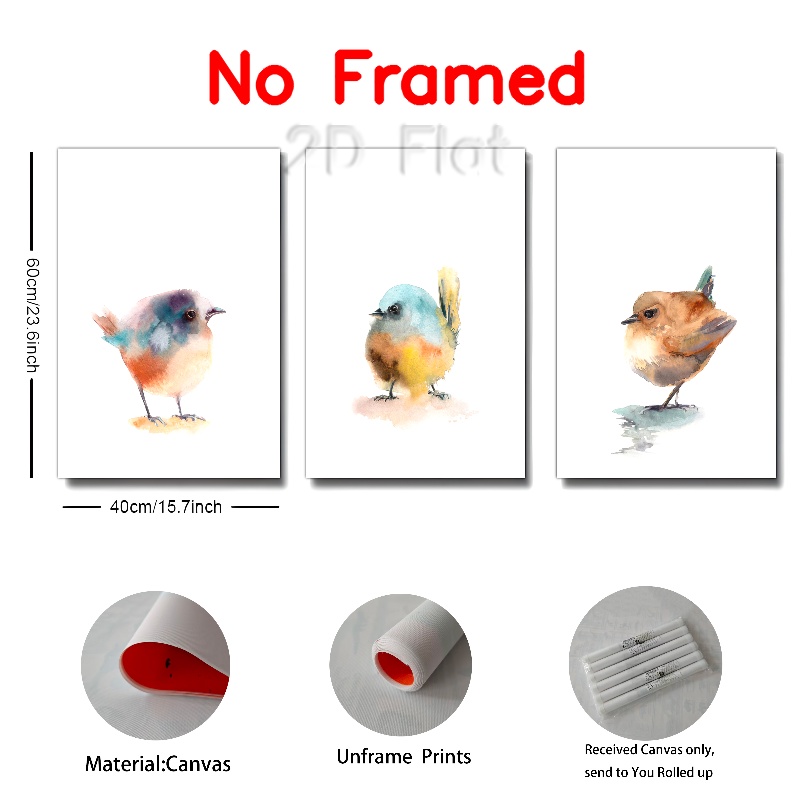 No Framed
2D Flat
60cm/23.6inch
40cm/15.7inch
Material:Canvas
Unframe Prints
Received Canvas only,
send to You Rolled up